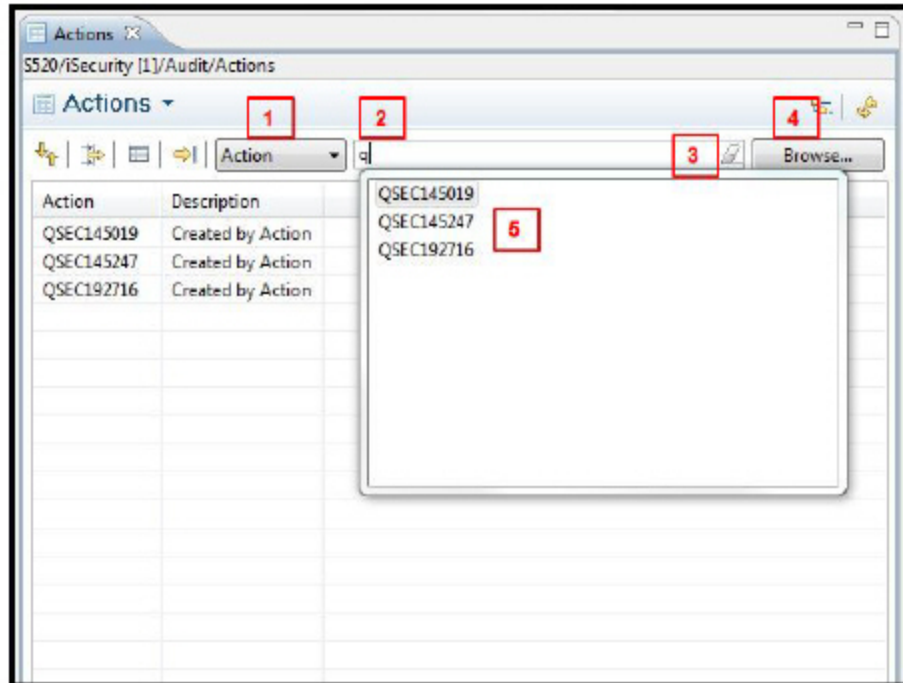 Actions
S520/iSecurity [1]/Audit/Actions
Actions
1
2
4
Action
q
3
Browse...
Action Description
QSEC145019 Created by Action
QSEC145247 Created by Action
QSEC192716 Created by Action
QSEC145019
QSEC145247
5
QSEC192716